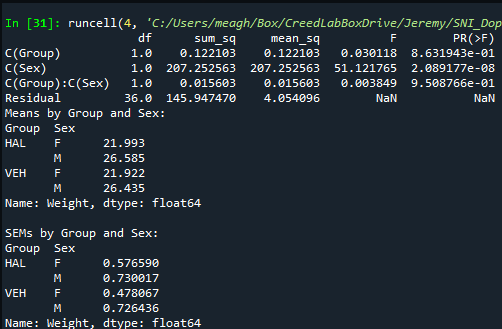 In [31]: runcell(4, 'C:/Users/meagh/Box/CreedLabBoxDrive/Jeremy/SNI_Dop
df sum_sq mean_sq F PR(>F)
C(Group) 1.0 0.122103 0.122103 0.030118 8.631943e-01
C(Sex) 1.0 207.252563 207.252563 51.121765 2.089177e-08
C(Group):C(Sex) 1.0 0.015603 0.015603 0.003849 9.508766e-01
Residual 36.0 145.947470 4.054096 NaN NaN
Means by Group and Sex:
Group Sex
HAL F 21.993
M 26.585
VEH F 21.922
M 26.435
Name: Weight, dtype: float64
SEMs by Group and Sex:
Group Sex
HAL F 0.576590
M 0.730017
VEH F 0.478067
M 0.726436
Name: Weight, dtype: float64